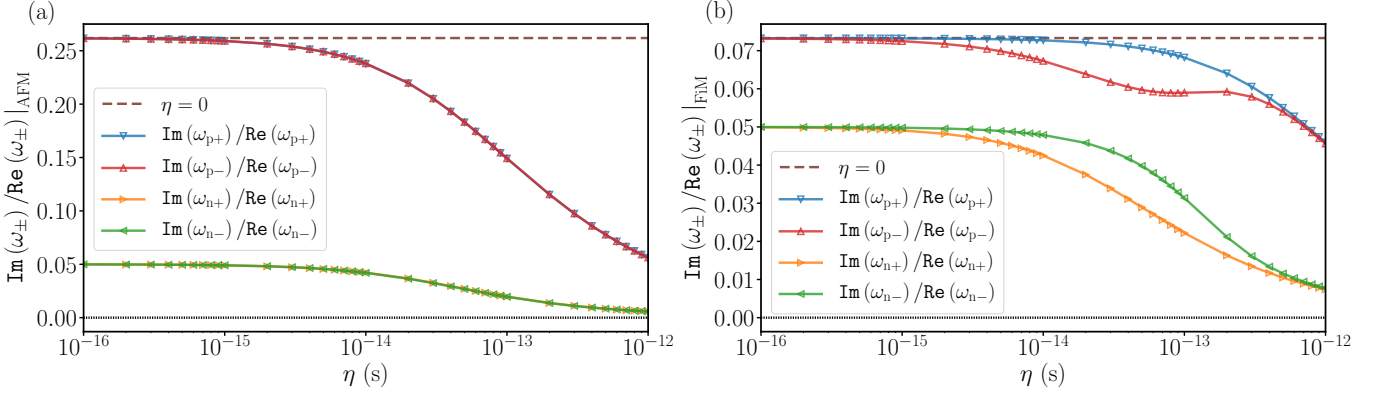 (a)
Im (ω±) / Re (ω±) |AFM
0.25
0.20
0.15
0.10
0.05
0.00
η = 0
Im (ωp+) /Re (ωp+)
Im (ωp−) /Re (ωp−)
Im (ωn+) /Re (ωn+)
Im (ωn−) /Re (ωn−)
10−16 10−15 10−14 10−13 10−12
η (s)
(b)
Im (ω±) / Re (ω±) |FiM
0.07
0.06
0.05
0.04
0.03
0.02
0.01
0.00
η = 0
Im (ωp+) /Re (ωp+)
Im (ωp−) /Re (ωp−)
Im (ωn+) /Re (ωn+)
Im (ωn−) /Re (ωn−)
10−16 10−15 10−14 10−13 10−12
η (s)